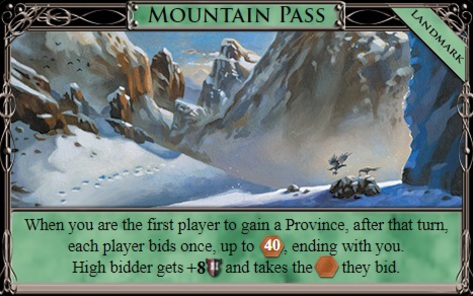 MOUNTAIN PASS
LANDMARK
When you are the first player to gain a Province, after that turn,
each player bids once, up to 40, ending with you.
High bidder gets +8 and takes the they bid.